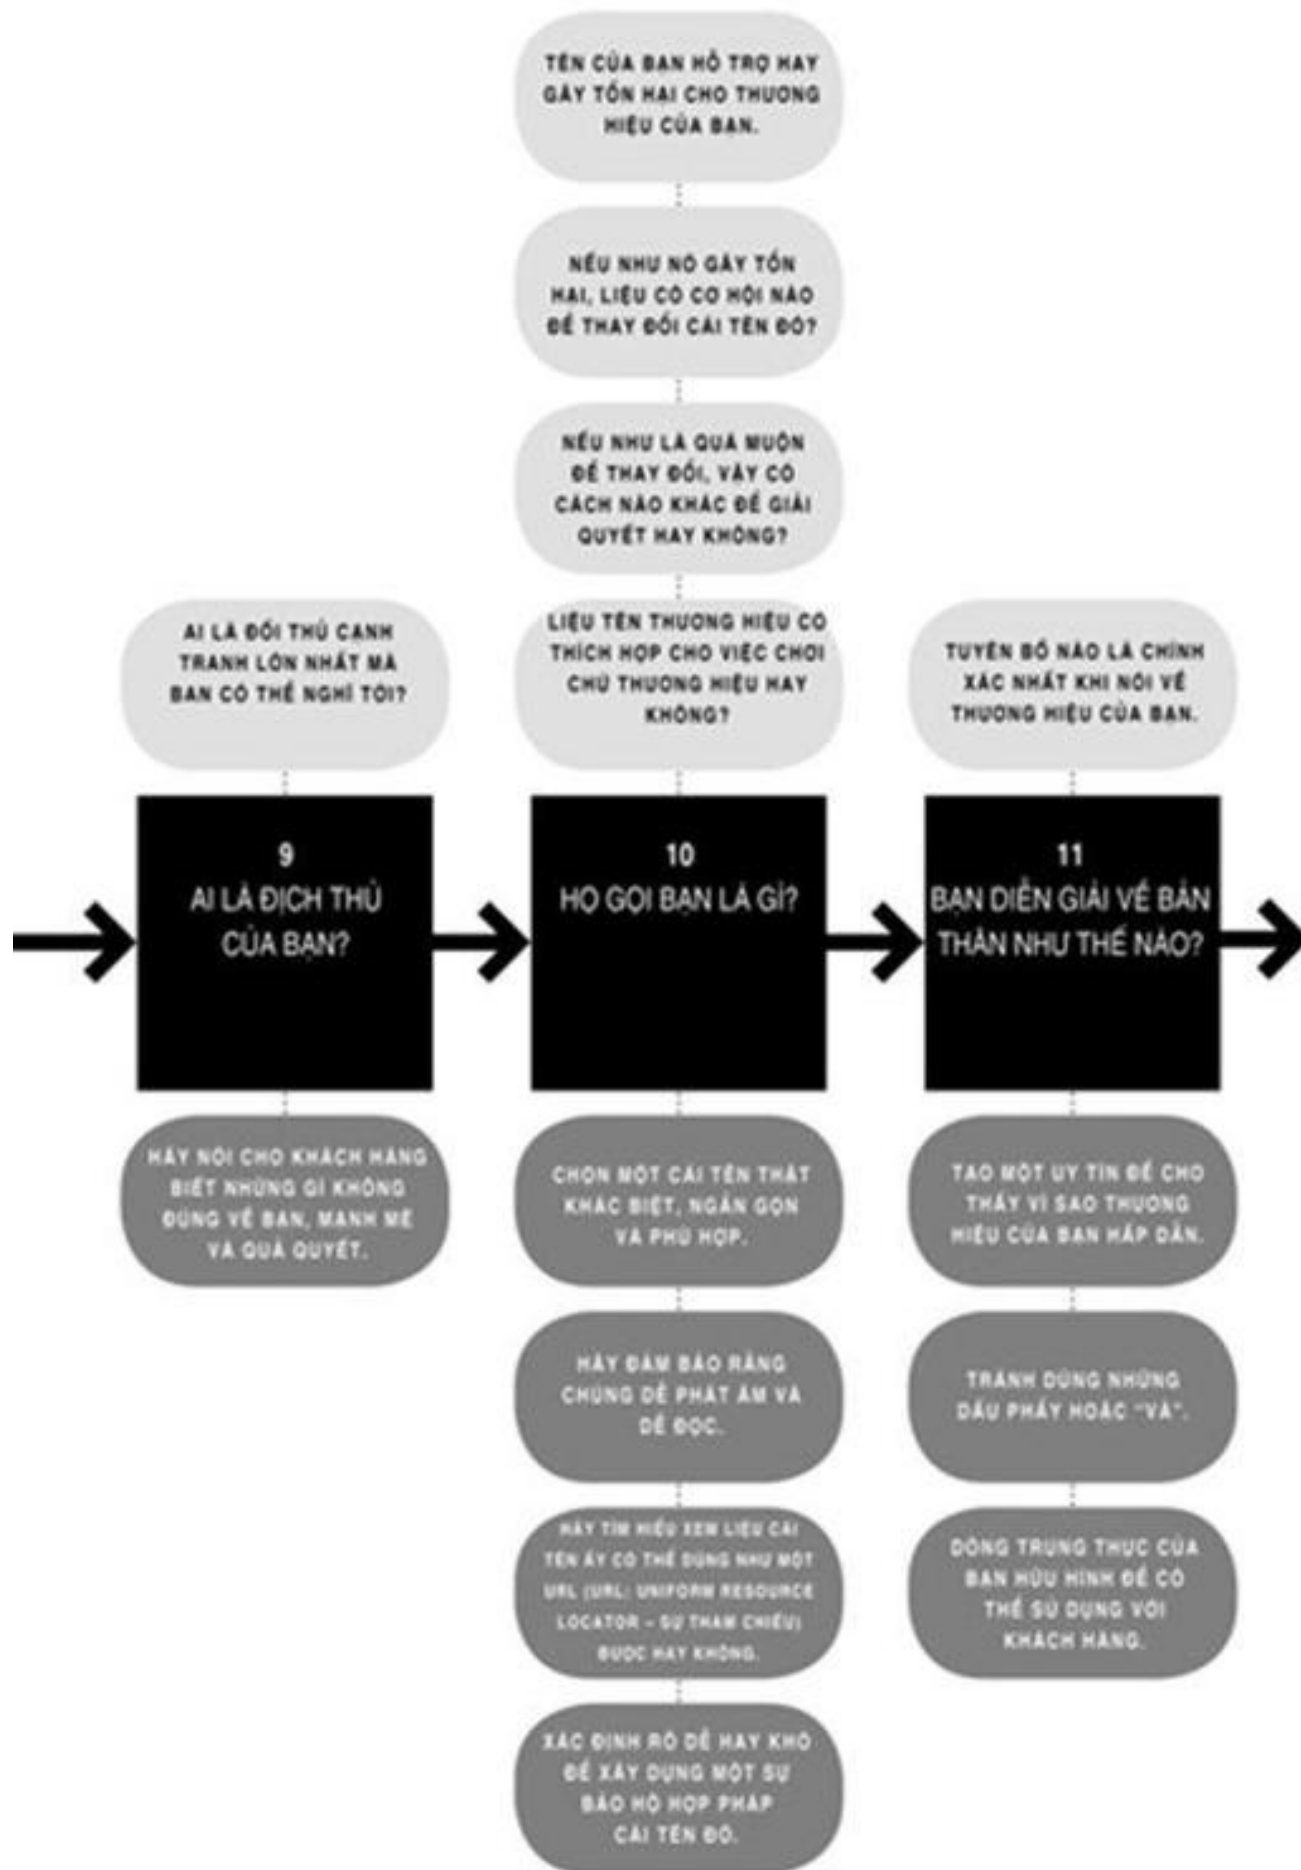 TÊN CỦA BẠN HỖ TRỢ HAY
GÂY TỔN HẠI CHO THƯƠNG
HIỆU CỦA BẠN.
NẾU NHƯ NÓ GÂY TỔN
HẠI, LIỆU CÓ CƠ HỘI NÀO
ĐỂ THAY ĐỔI CÁI TÊN ĐÓ?
NẾU NHƯ LÀ QUÁ MUỘN
ĐỂ THAY ĐỔI, VẬY CÓ
CÁCH NÀO KHÁC ĐỂ GIẢI
QUYẾT HAY KHÔNG?
AI LÀ ĐỐI THỦ CẠNH
TRANH LỚN NHẤT MÀ
BẠN CÓ THỂ NGHĨ TỚI?
LIỆU TÊN THƯƠNG HIỆU CÓ
THÍCH HỢP CHO VIỆC CHƠI
CHỮ THƯƠNG HIỆU HAY
KHÔNG?
TUYÊN BỐ NÀO LÀ CHÍNH
XÁC NHẤT KHI NÓI VỀ
THƯƠNG HIỆU CỦA BẠN.
9
AI LÀ ĐỊCH THỦ
CỦA BẠN?
10
HỌ GỌI BẠN LÀ GÌ?
11
BẠN DIỄN GIẢI VỀ BẢN
THÂN NHƯ THẾ NÀO?
HÃY NÓI CHO KHÁCH HÀNG
BIẾT NHỮNG GÌ KHÔNG
ĐÚNG VỀ BẠN, MẠNH MẼ
VÀ QUẢ QUYẾT.
CHỌN MỘT CÁI TÊN THẬT
KHÁC BIỆT, NGẮN GỌN
VÀ PHÙ HỢP.
HÃY ĐẢM BẢO RẰNG
CHÚNG DỄ PHÁT ÂM VÀ
DỄ ĐỌC.
HÃY TÌM HIỂU XEM LIỆU CÁI
TÊN ẤY CÓ THỂ DÙNG NHƯ MỘT
URL (URL: UNIFORM RESOURCE
LOCATOR – SỰ THAM CHIẾU)
ĐƯỢC HAY KHÔNG.
XÁC ĐỊNH RÕ DỄ HAY KHÓ
ĐỂ XÂY DỰNG MỘT SỰ
BẢO HỘ HỢP PHÁP
CÁI TÊN ĐÓ.
TẠO MỘT UY TÍN ĐỂ CHO
THẤY VÌ SAO THƯƠNG
HIỆU CỦA BẠN HẤP DẪN.
TRÁNH DÙNG NHỮNG
DẤU PHẨY HOẶC "VÀ".
DÒNG TRUNG THỰC CỦA
BẠN HỮU HÌNH ĐỂ CÓ
THỂ SỬ DỤNG VỚI
KHÁCH HÀNG.